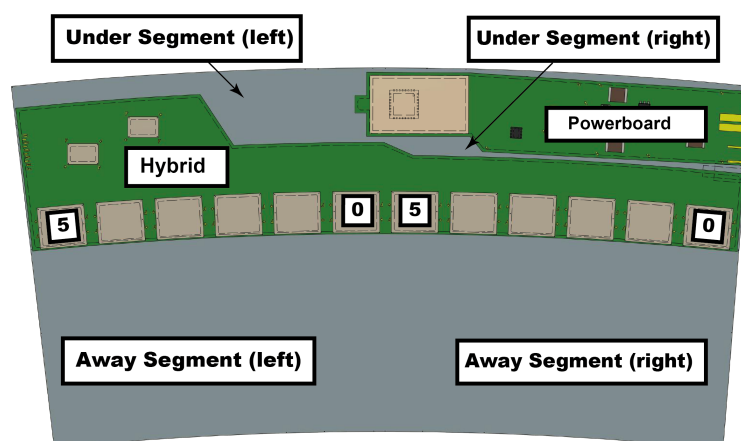 Under Segment (left)
Under Segment (right)
Powerboard
Hybrid
5
0
5
0
Away Segment (left)
Away Segment (right)